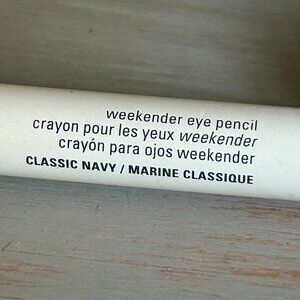 weekender eye pencil
crayon pour les yeux weekender
crayón para ojos weekender
CLASSIC NAVY / MARINE CLASSIQUE